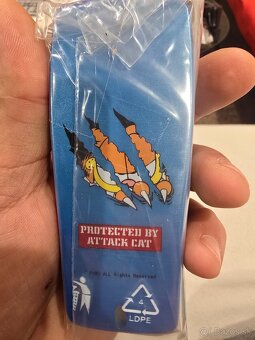 PROTECTED BY
ATTACK CAT
All Rights Reserved
4
LDPE